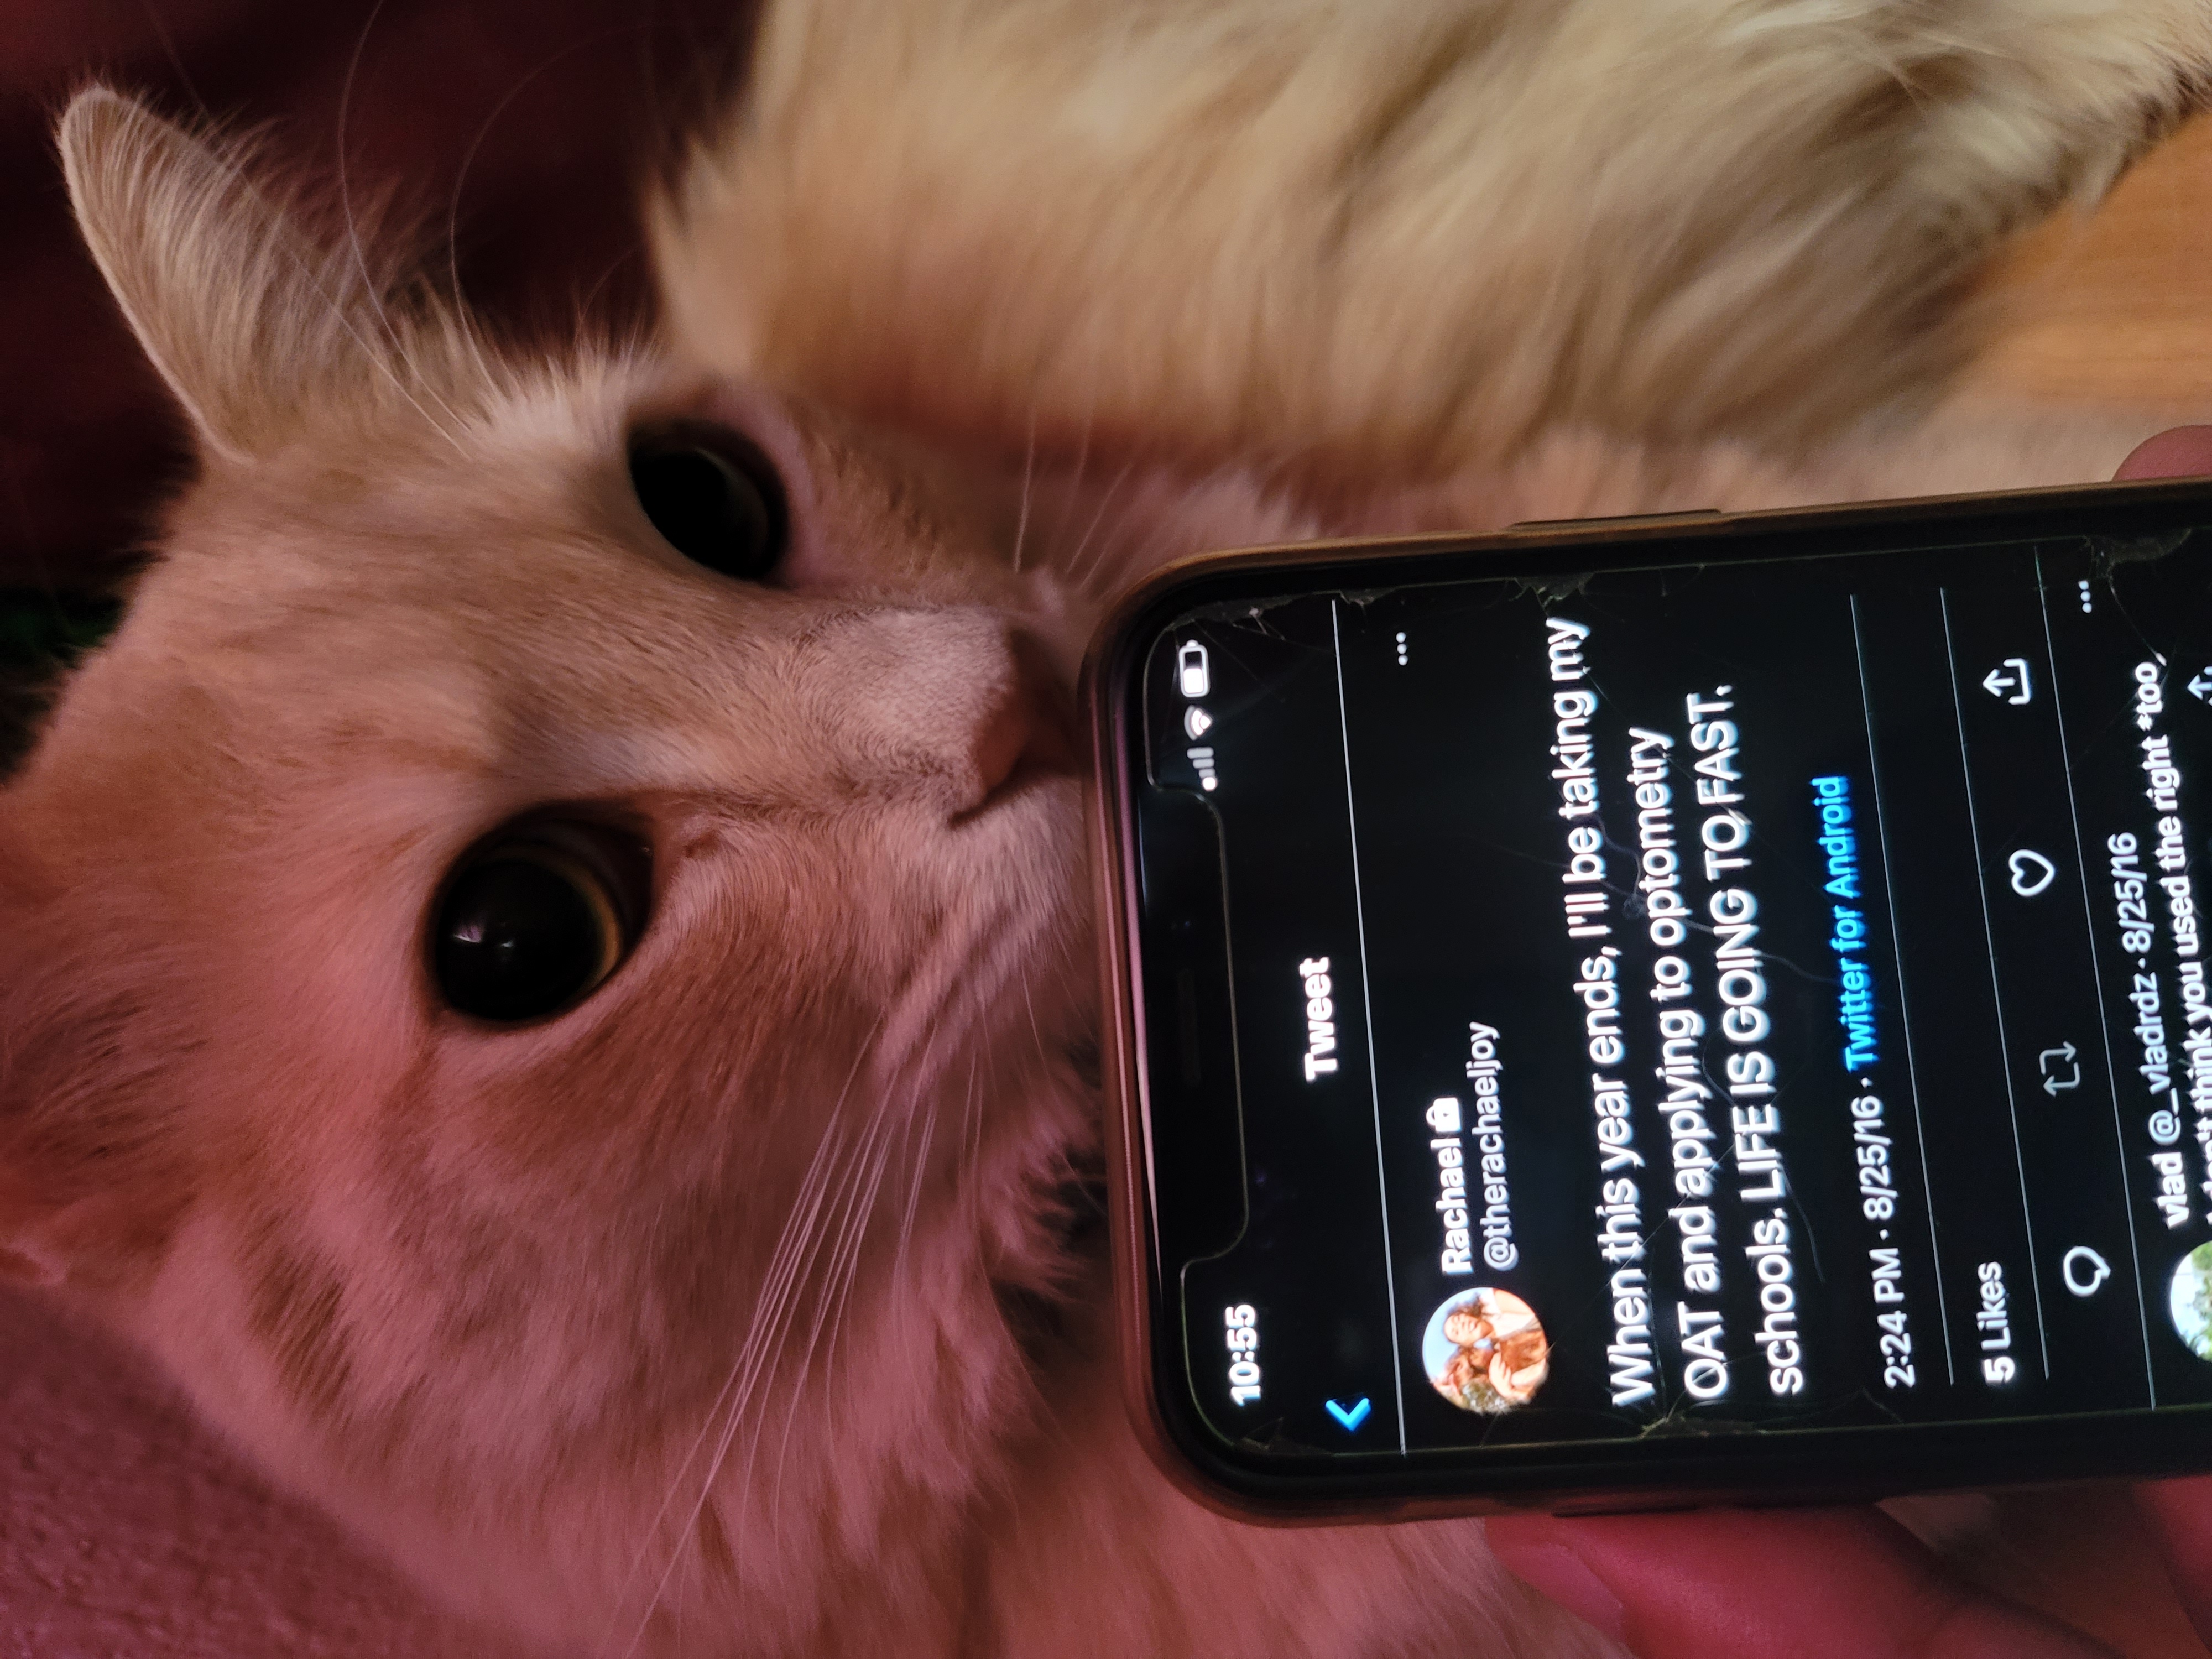 10:55
Tweet
Rachael
@therachaeljoy
When this year ends, I'll be taking my
OAT and applying to optometry
schools. LIFE IS GOING TO FAST.
2:24 PM · 8/25/16 · Twitter for Android
5 Likes
vlad @_vladrdz · 8/25/16
I don't think you used the right *too,